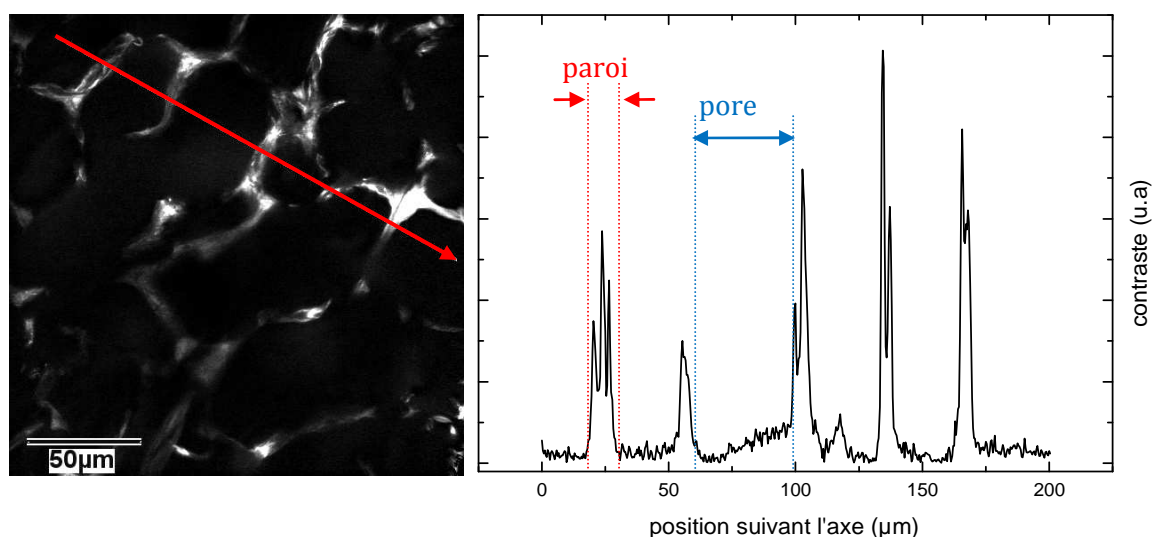 50µm
paroi
pore
contraste (u.a)
0 50 100 150 200
position suivant l'axe (µm)